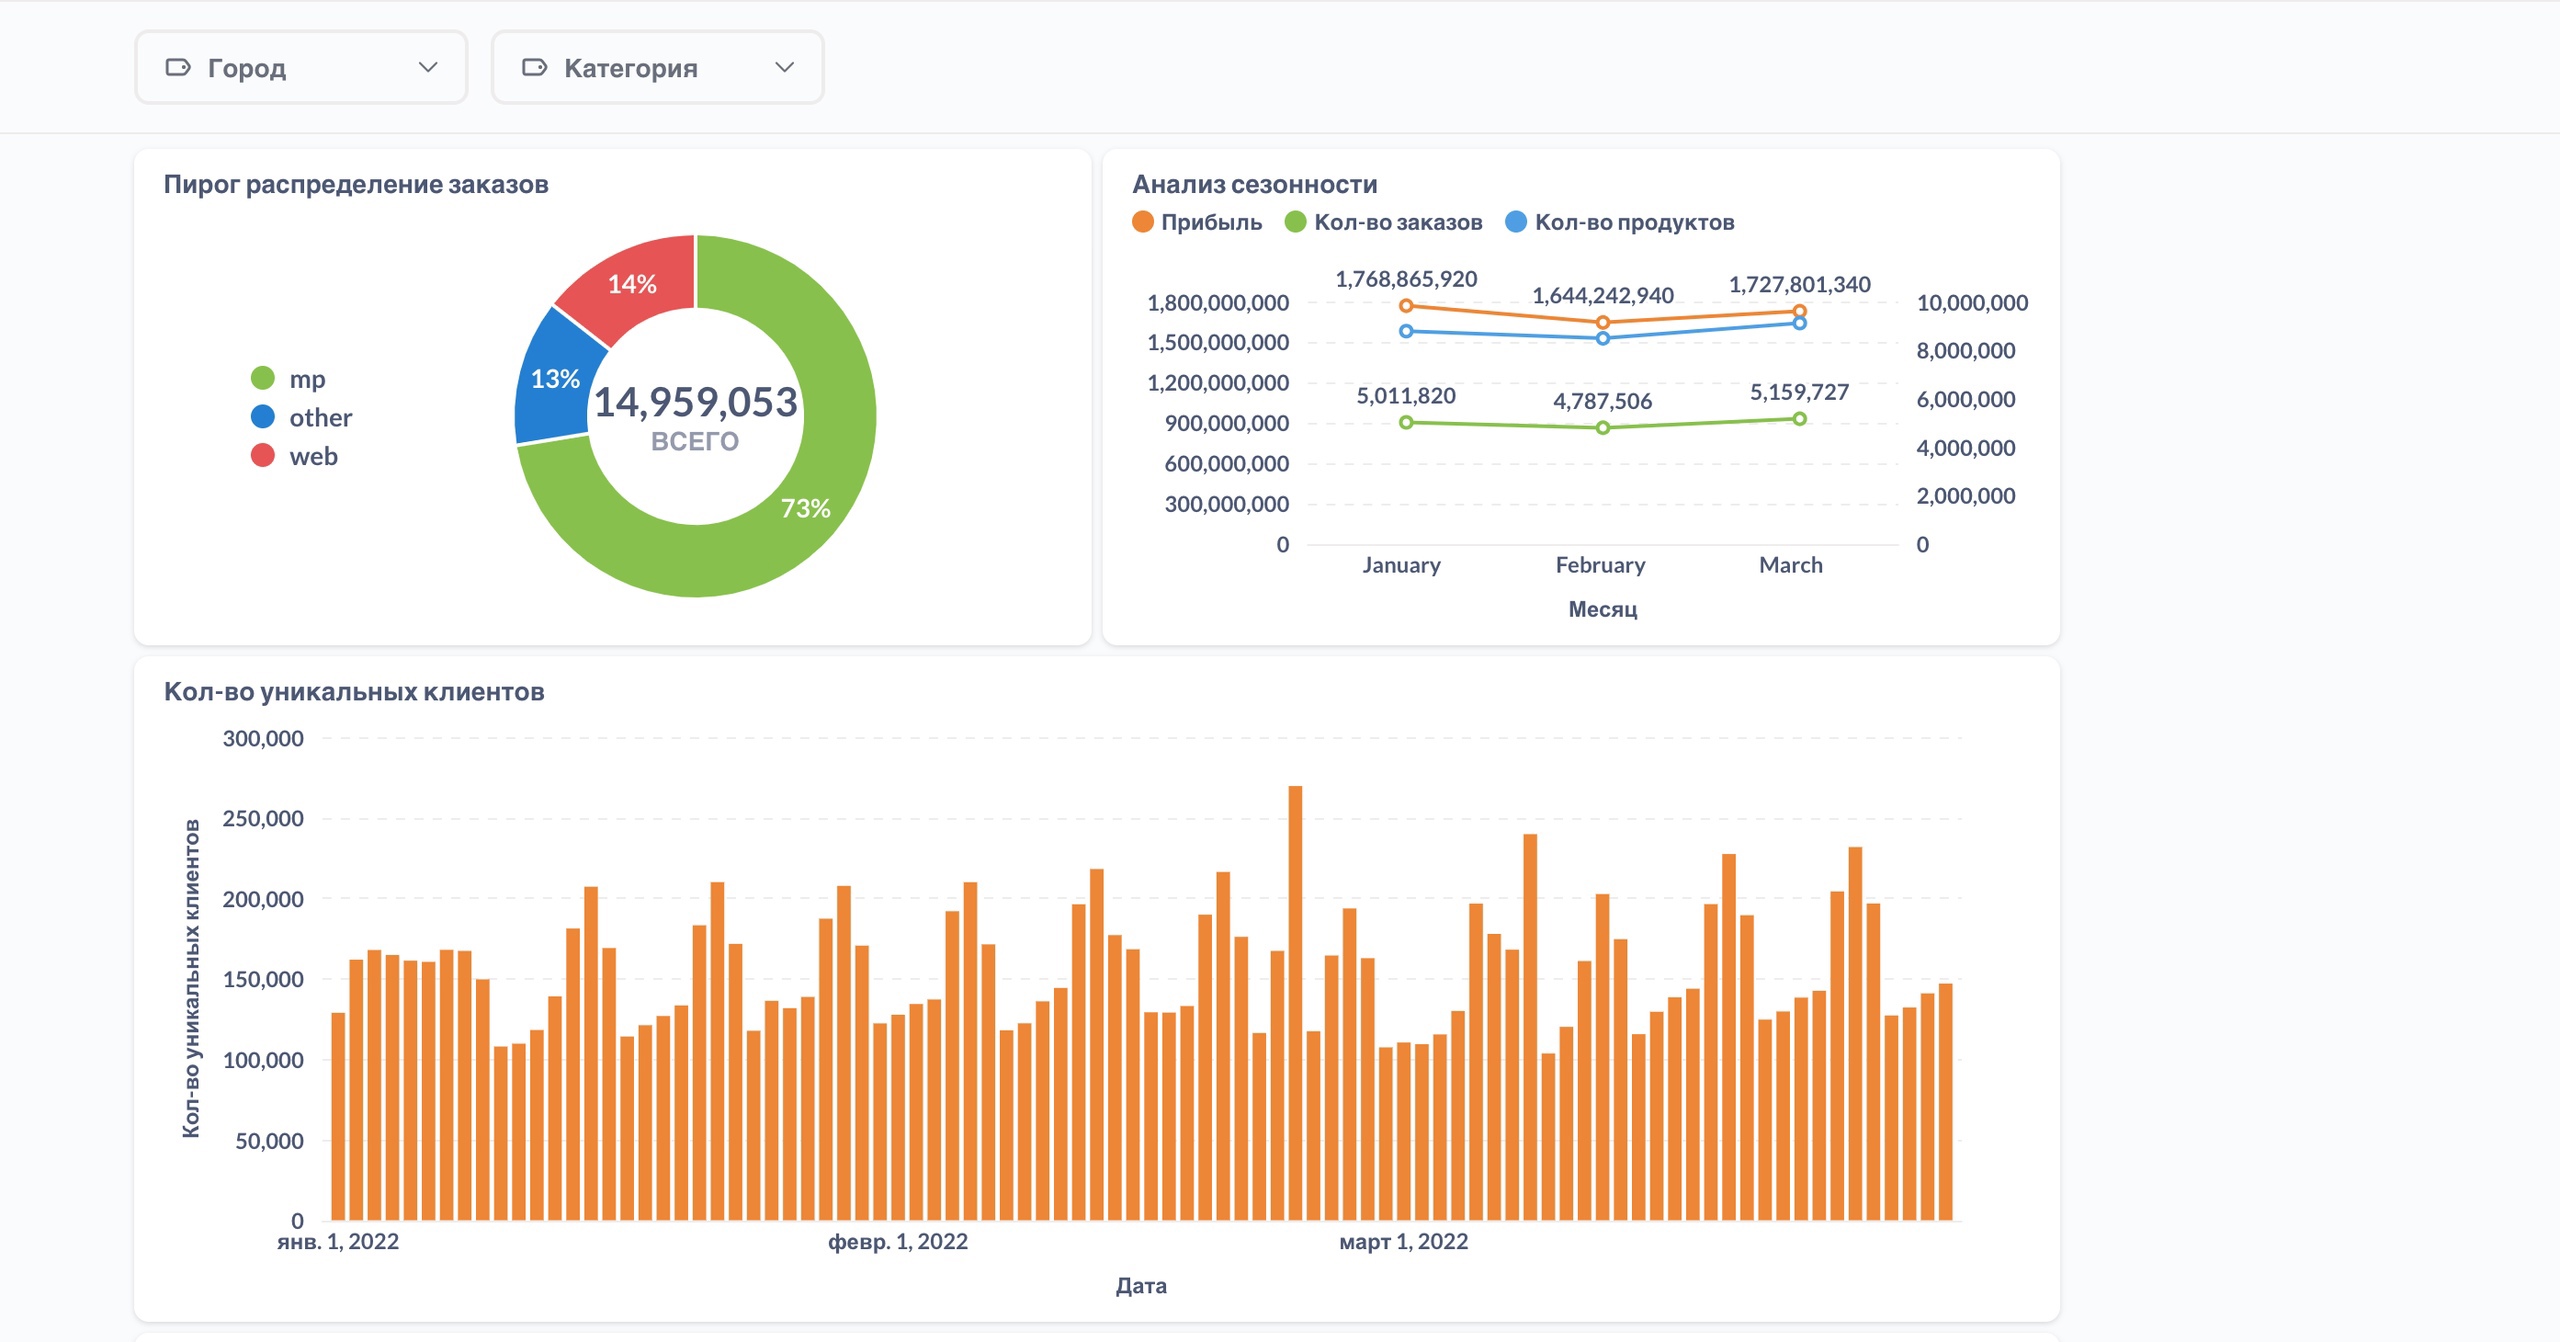 Город
Категория
Пирог распределение заказов
mp
other
web
14%
13%
73%
14,959,053
ВСЕГО
Анализ сезонности
Прибыль Кол-во заказов Кол-во продуктов
1,768,865,920 1,644,242,940 1,727,801,340
5,011,820 4,787,506 5,159,727
1,800,000,000
1,500,000,000
1,200,000,000
900,000,000
600,000,000
300,000,000
0
10,000,000
8,000,000
6,000,000
4,000,000
2,000,000
0
January February March
Месяц
Кол-во уникальных клиентов
Кол-во уникальных клиентов
300,000
250,000
200,000
150,000
100,000
50,000
0
янв. 1, 2022 февр. 1, 2022 март 1, 2022
Дата